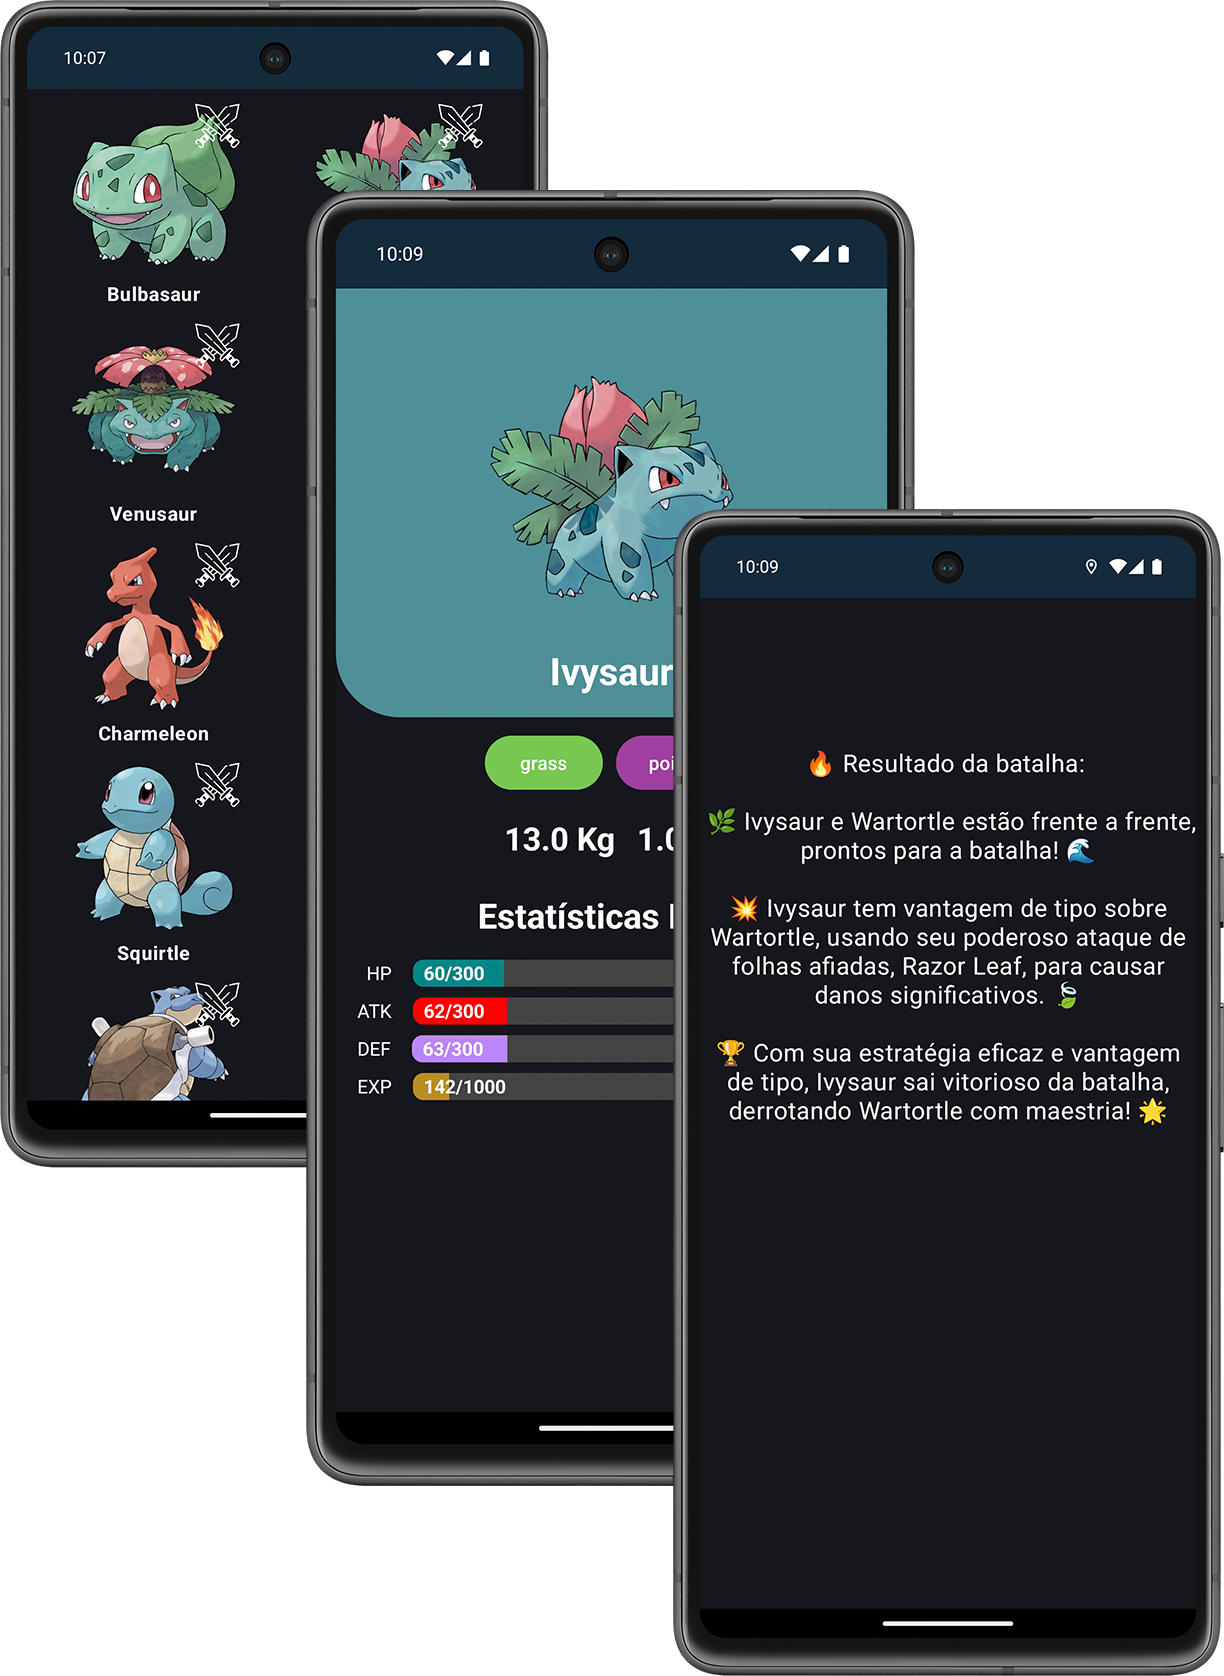 10:07
Bulbasaur
Venusaur
Charmeleon
Squirtle
10:09
Ivysaur
grass
13.0 Kg
Estatísticas
HP 60/300
ATK 62/300
DEF 63/300
EXP 142/1000
10:09
🔥 Resultado da batalha:
🌿 Ivysaur e Wartortle estão frente a frente,
prontos para a batalha! 🌊
💥 Ivysaur tem vantagem de tipo sobre
Wartortle, usando seu poderoso ataque de
folhas afiadas, Razor Leaf, para causar
danos significativos. 🍃
🏆 Com sua estratégia eficaz e vantagem
de tipo, Ivysaur sai vitorioso da batalha,
derrotando Wartortle com maestria! 🌟